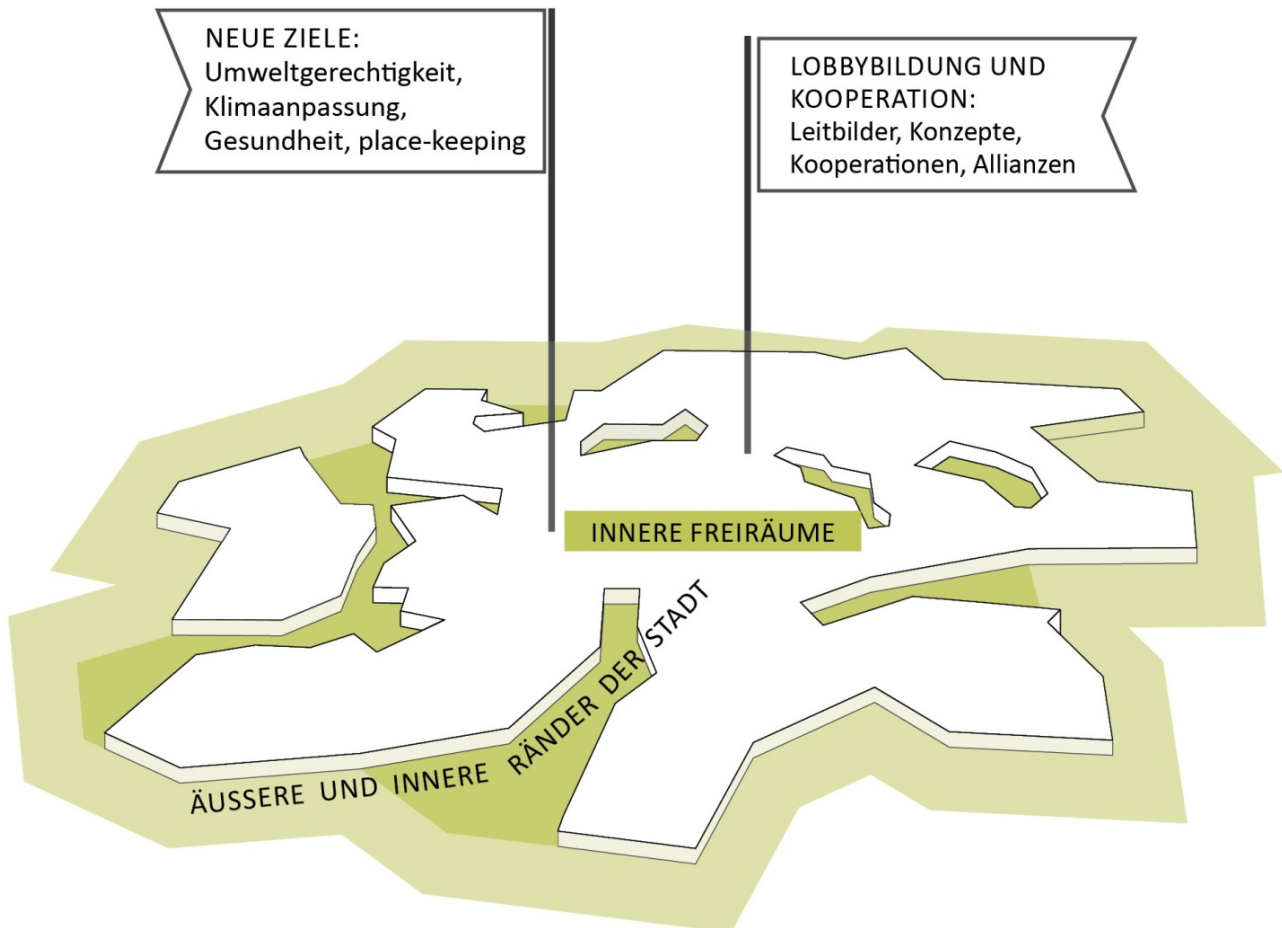 NEUE ZIELE:
Umweltgerechtigkeit,
Klimaanpassung,
Gesundheit, place-keeping
LOBBYBILDUNG UND
KOOPERATION:
Leitbilder, Konzepte,
Kooperationen, Allianzen
INNERE FREIRÄUME
ÄUSSERE UND INNERE RÄNDER DER STADT